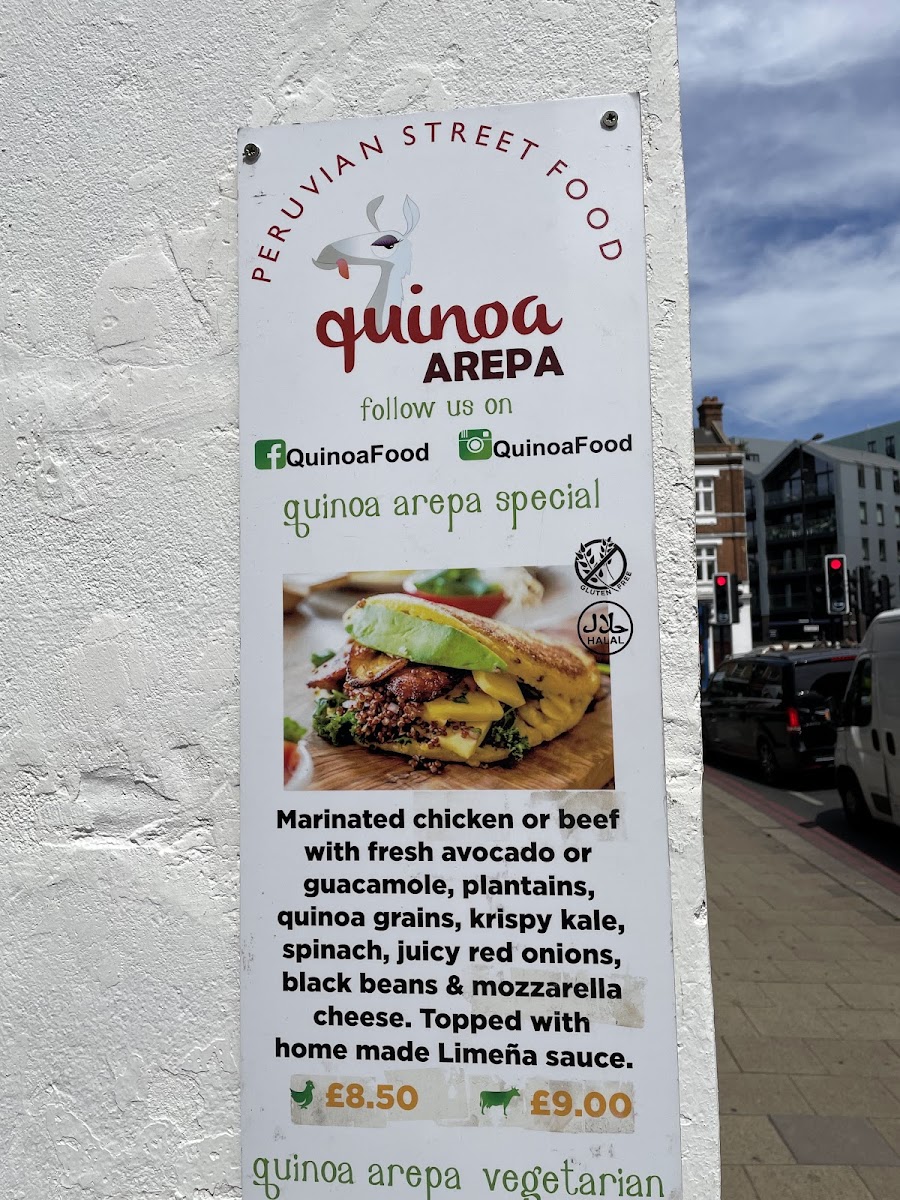 PERUVIAN STREET FOOD
quinoa
AREPA
follow us on
QuinoaFood QuinoaFood
quinoa arepa special
GLUTEN FREE
حلال
HALAL
Marinated chicken or beef
with fresh avocado or
guacamole, plantains,
quinoa grains, krispy kale,
spinach, juicy red onions,
black beans & mozzarella
cheese. Topped with
home made Limeña sauce.
£8.50 £9.00
quinoa arepa vegetarian